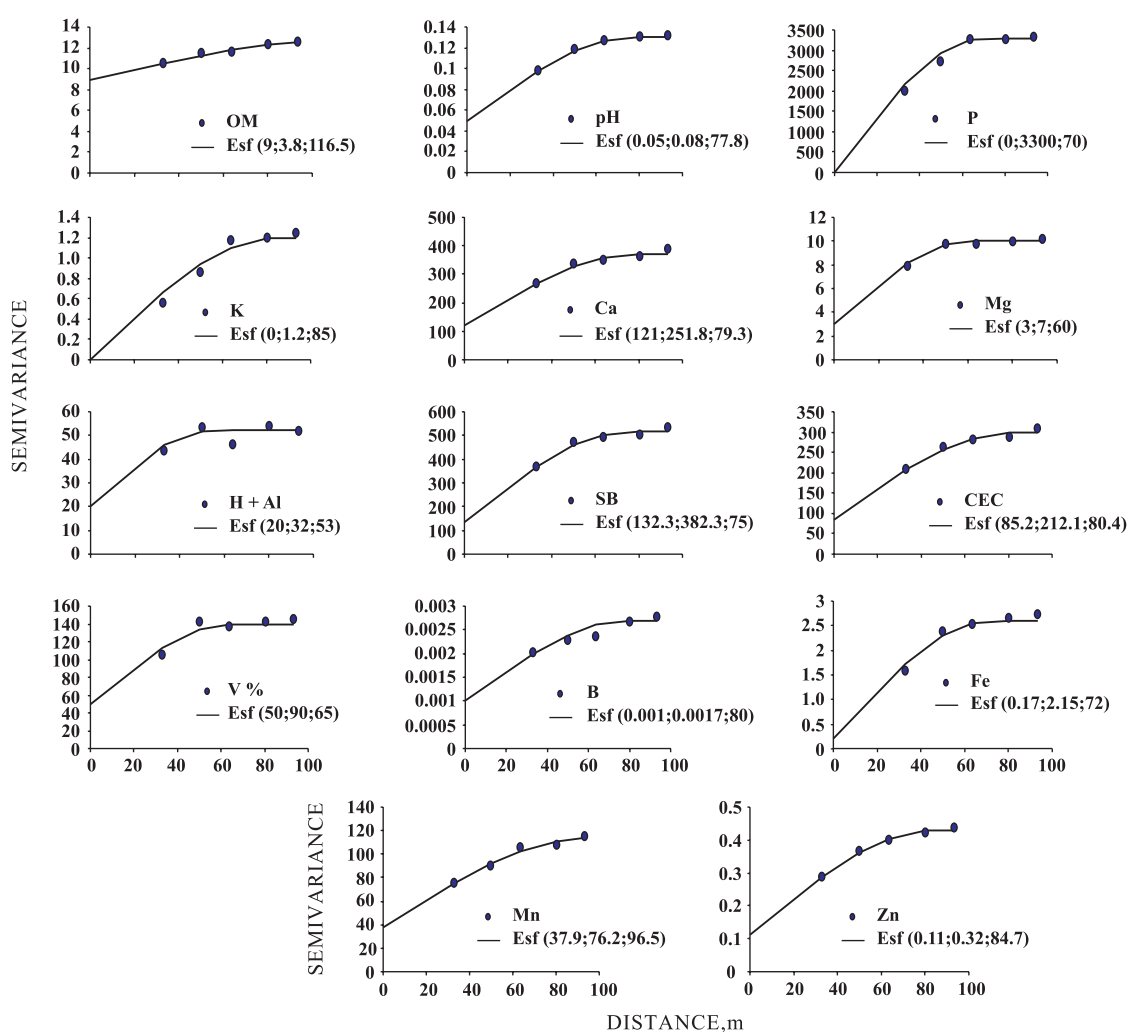 14
12
10
8
6
4
2
0
OM
Esf (9;3.8;116.5)
0.14
0.12
0.1
0.08
0.06
0.04
0.02
0
pH
Esf (0.05;0.08;77.8)
3500
3000
2500
2000
1500
1000
500
0
P
Esf (0;3300;70)
SEMIVARIANCE
1.4
1.2
1.0
0.8
0.6
0.4
0.2
0
K
Esf (0;1.2;85)
500
400
300
200
100
0
Ca
Esf (121;251.8;79.3)
12
10
8
6
4
2
0
Mg
Esf (3;7;60)
60
50
40
30
20
10
0
H + Al
Esf (20;32;53)
600
500
400
300
200
100
0
SB
Esf (132.3;382.3;75)
350
300
250
200
150
100
50
0
CEC
Esf (85.2;212.1;80.4)
160
140
120
100
80
60
40
20
0
V %
Esf (50;90;65)
0 20 40 60 80 100
0.003
0.0025
0.002
0.0015
0.001
0.0005
0
B
Esf (0.001;0.0017;80)
0 20 40 60 80 100
3
2.5
2
1.5
1
0.5
0
Fe
Esf (0.17;2.15;72)
0 20 40 60 80 100
SEMIVARIANCE
140
120
100
80
60
40
20
0
Mn
Esf (37.9;76.2;96.5)
0 20 40 60 80 100
0.5
0.4
0.3
0.2
0.1
0
Zn
Esf (0.11;0.32;84.7)
0 20 40 60 80 100
DISTANCE,m